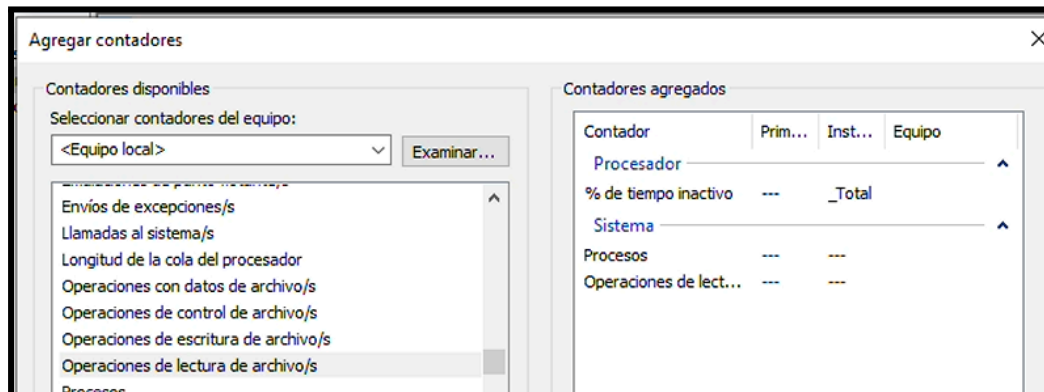 Agregar contadores
Contadores disponibles
Seleccionar contadores del equipo:
<Equipo local>
Examinar...
Envíos de excepciones/s
Llamadas al sistema/s
Longitud de la cola del procesador
Operaciones con datos de archivo/s
Operaciones de control de archivo/s
Operaciones de escritura de archivo/s
Operaciones de lectura de archivo/s
Procesos
Contadores agregados
Contador Prim... Inst... Equipo
Procesador
% de tiempo inactivo --- _Total
Sistema
Procesos --- ---
Operaciones de lect... --- ---